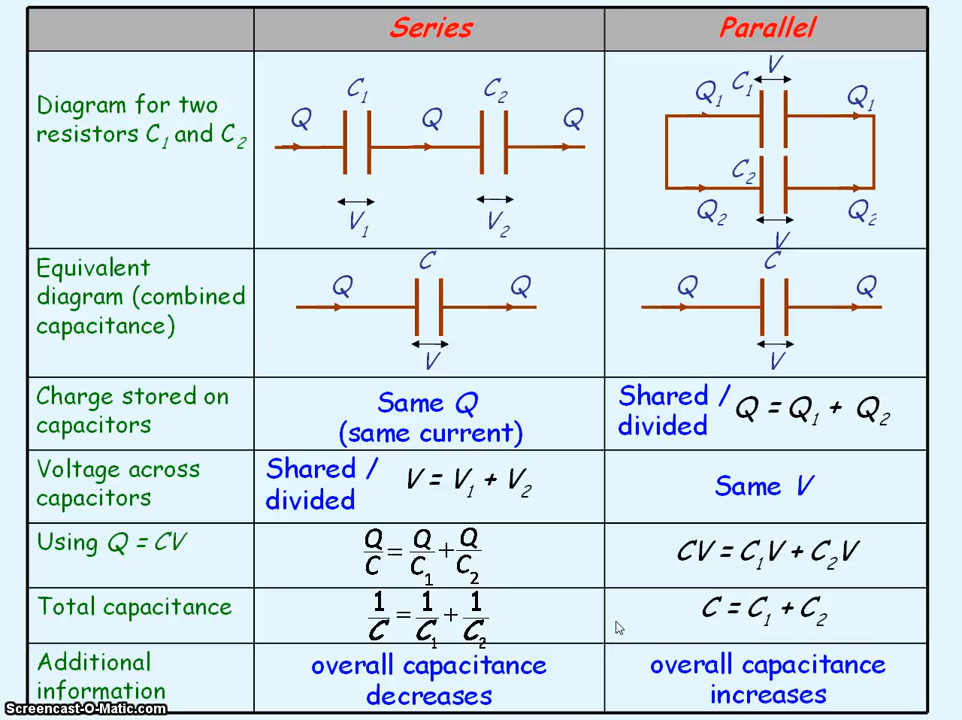 Series
Parallel
Diagram for two
resistors C₁ and C₂
Q
C₁
Q
C₂
Q
V₁
V₂
V
Q₁
C₁
Q₁
C₂
Q₂
Q₂
V
Equivalent
diagram (combined
capacitance)
C
Q
Q
V
C
Q
Q
V
Charge stored on
capacitors
Same Q
(same current)
Shared /
divided
Q = Q₁ + Q₂
Voltage across
capacitors
Shared /
divided
V = V₁ + V₂
Same V
Using Q = CV
Q/C = Q/C₁ + Q/C₂
CV = C₁V + C₂V
Total capacitance
1/C = 1/C₁ + 1/C₂
C = C₁ + C₂
Additional
information
overall capacitance
decreases
overall capacitance
increases
Screencast-O-Matic.com